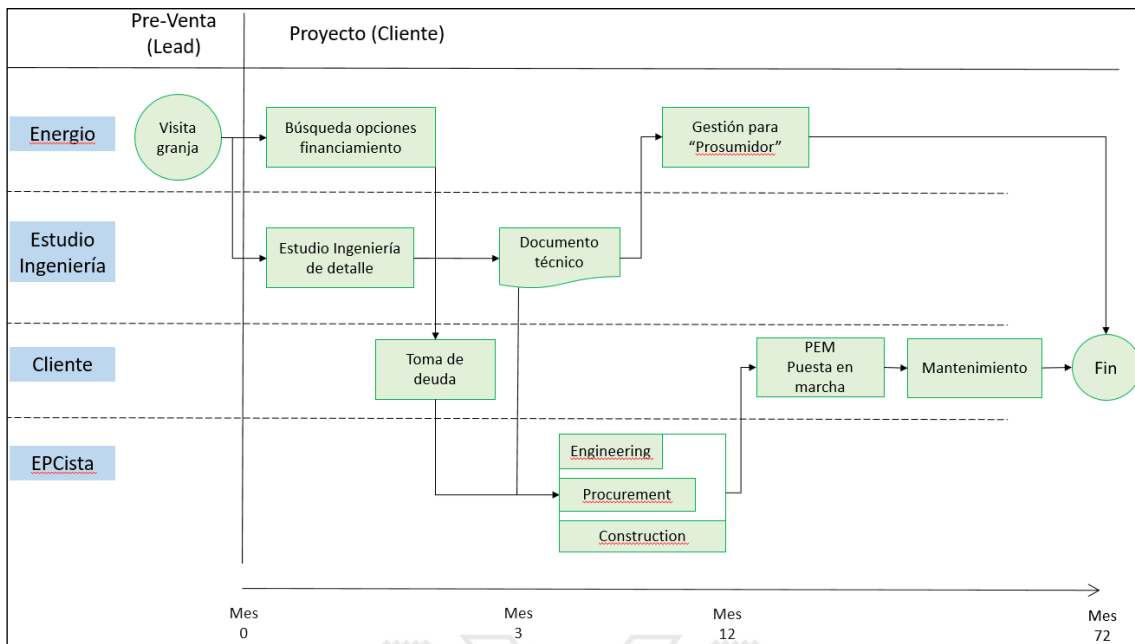 Pre-Venta
(Lead)
Proyecto (Cliente)
Energio
Visita
granja
Búsqueda opciones
financiamiento
Gestión para
“Prosumidor”
Estudio
Ingeniería
Estudio Ingeniería
de detalle
Documento
técnico
Cliente
Toma de
deuda
PEM
Puesta en
marcha
Mantenimiento
Fin
EPCista
Engineering
Procurement
Construction
Mes
0
Mes
3
Mes
12
Mes
72